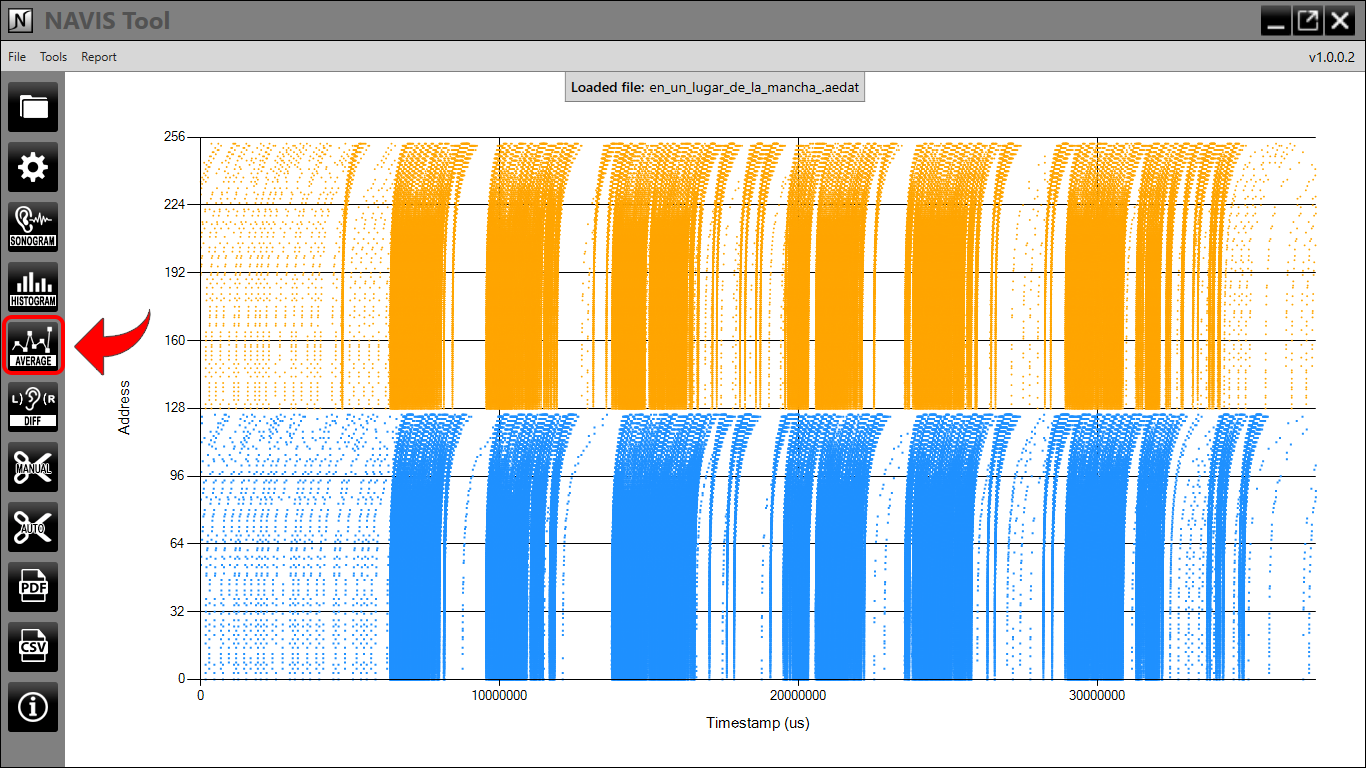 N NAVIS Tool
File Tools Report
v1.0.0.2
Loaded file: en_un_lugar_de_la_mancha_.aedat
SONOGRAM
HISTOGRAM
AVERAGE
L) (R
DIFF
MANUAL
AUTO
PDF
CSV
i
256
224
192
160
128
96
64
32
0
Address
0 10000000 20000000 30000000
Timestamp (us)